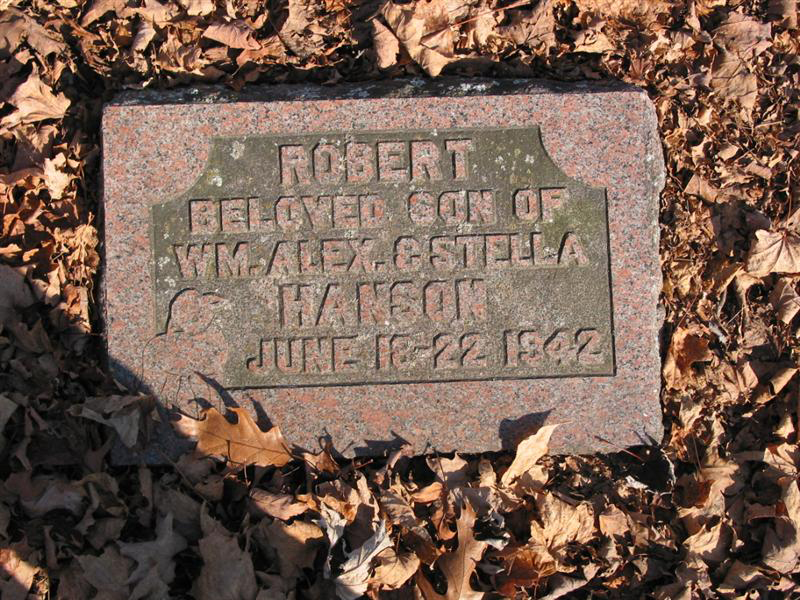 ROBERT
BELOVED SON OF
WM. ALEX. & STELLA
HANSON
JUNE 18-22 1942